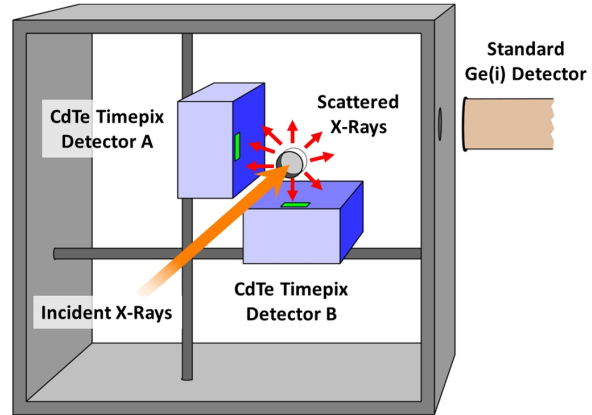 Standard
Ge(i) Detector
CdTe Timepix
Detector A
Scattered
X-Rays
Incident X-Rays
CdTe Timepix
Detector B